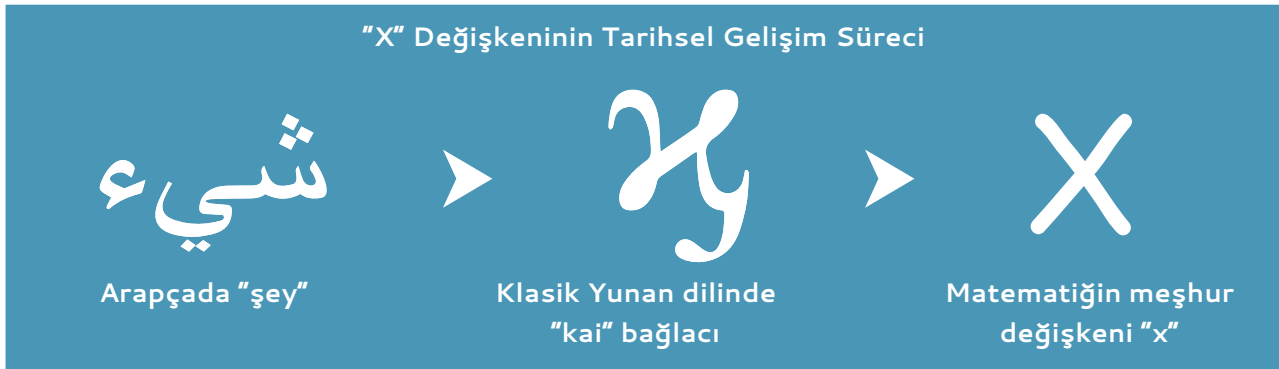 "X" Değişkeninin Tarihsel Gelişim Süreci
شيء ϗ x
Arapçada "şey"
Klasik Yunan dilinde
"kai" bağlacı
Matematiğin meşhur
değişkeni "x"